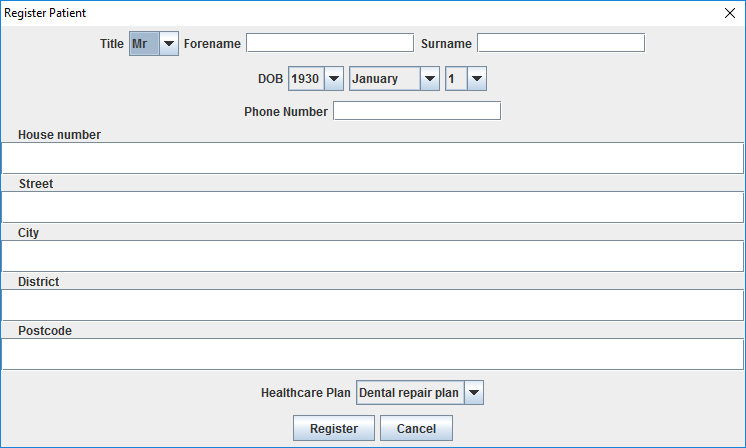 Register Patient
Title Mr Forename Surname
DOB 1930 January 1
Phone Number
House number
Street
City
District
Postcode
Healthcare Plan Dental repair plan
Register Cancel